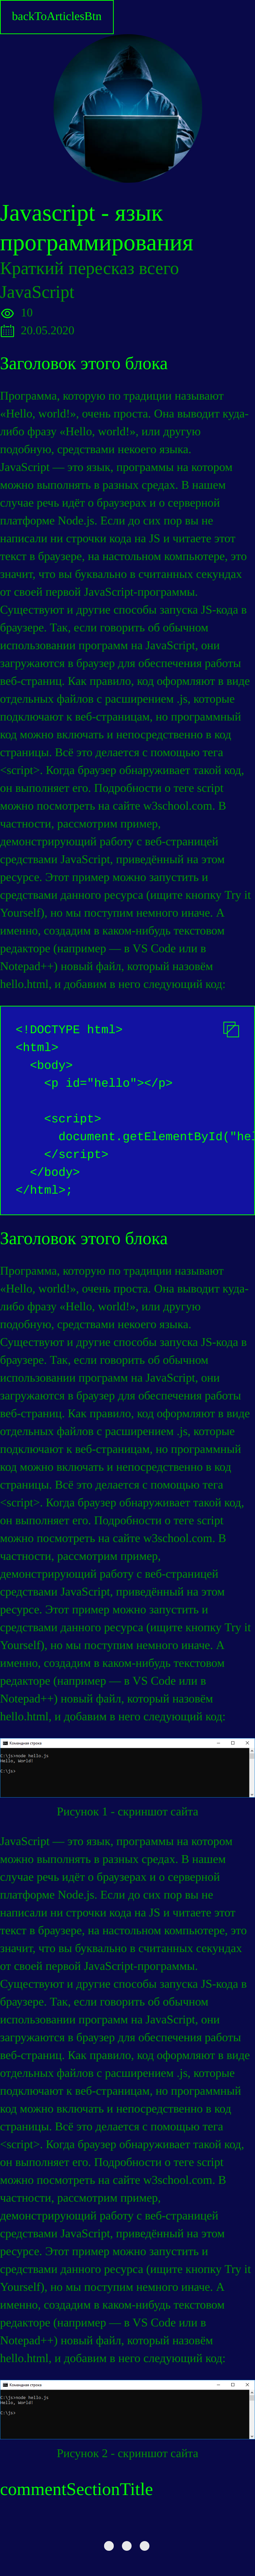 backToArticlesBtn
Javascript - язык
программирования
Краткий пересказ всего
JavaScript
10
20.05.2020
Заголовок этого блока
Программа, которую по традиции называют
«Hello, world!», очень проста. Она выводит куда-
либо фразу «Hello, world!», или другую
подобную, средствами некоего языка.
JavaScript — это язык, программы на котором
можно выполнять в разных средах. В нашем
случае речь идёт о браузерах и о серверной
платформе Node.js. Если до сих пор вы не
написали ни строчки кода на JS и читаете этот
текст в браузере, на настольном компьютере, это
значит, что вы буквально в считанных секундах
от своей первой JavaScript-программы.
Существуют и другие способы запуска JS-кода в
браузере. Так, если говорить об обычном
использовании программ на JavaScript, они
загружаются в браузер для обеспечения работы
веб-страниц. Как правило, код оформляют в виде
отдельных файлов с расширением .js, которые
подключают к веб-страницам, но программный
код можно включать и непосредственно в код
страницы. Всё это делается с помощью тега
<script>. Когда браузер обнаруживает такой код,
он выполняет его. Подробности о теге script
можно посмотреть на сайте w3school.com. В
частности, рассмотрим пример,
демонстрирующий работу с веб-страницей
средствами JavaScript, приведённый на этом
ресурсе. Этот пример можно запустить и
средствами данного ресурса (ищите кнопку Try it
Yourself), но мы поступим немного иначе. А
именно, создадим в каком-нибудь текстовом
редакторе (например — в VS Code или в
Notepad++) новый файл, который назовём
hello.html, и добавим в него следующий код:
<!DOCTYPE html>
<html>
<body>
<p id="hello"></p>
<script>
document.getElementById("hel
</script>
</body>
</html>;
Заголовок этого блока
Программа, которую по традиции называют
«Hello, world!», очень проста. Она выводит куда-
либо фразу «Hello, world!», или другую
подобную, средствами некоего языка.
Существуют и другие способы запуска JS-кода в
браузере. Так, если говорить об обычном
использовании программ на JavaScript, они
загружаются в браузер для обеспечения работы
веб-страниц. Как правило, код оформляют в виде
отдельных файлов с расширением .js, которые
подключают к веб-страницам, но программный
код можно включать и непосредственно в код
страницы. Всё это делается с помощью тега
<script>. Когда браузер обнаруживает такой код,
он выполняет его. Подробности о теге script
можно посмотреть на сайте w3school.com. В
частности, рассмотрим пример,
демонстрирующий работу с веб-страницей
средствами JavaScript, приведённый на этом
ресурсе. Этот пример можно запустить и
средствами данного ресурса (ищите кнопку Try it
Yourself), но мы поступим немного иначе. А
именно, создадим в каком-нибудь текстовом
редакторе (например — в VS Code или в
Notepad++) новый файл, который назовём
hello.html, и добавим в него следующий код:
Командная строка
C:\js>node hello.js
Hello, World!
C:\js>
Рисунок 1 - скриншот сайта
JavaScript — это язык, программы на котором
можно выполнять в разных средах. В нашем
случае речь идёт о браузерах и о серверной
платформе Node.js. Если до сих пор вы не
написали ни строчки кода на JS и читаете этот
текст в браузере, на настольном компьютере, это
значит, что вы буквально в считанных секундах
от своей первой JavaScript-программы.
Существуют и другие способы запуска JS-кода в
браузере. Так, если говорить об обычном
использовании программ на JavaScript, они
загружаются в браузер для обеспечения работы
веб-страниц. Как правило, код оформляют в виде
отдельных файлов с расширением .js, которые
подключают к веб-страницам, но программный
код можно включать и непосредственно в код
страницы. Всё это делается с помощью тега
<script>. Когда браузер обнаруживает такой код,
он выполняет его. Подробности о теге script
можно посмотреть на сайте w3school.com. В
частности, рассмотрим пример,
демонстрирующий работу с веб-страницей
средствами JavaScript, приведённый на этом
ресурсе. Этот пример можно запустить и
средствами данного ресурса (ищите кнопку Try it
Yourself), но мы поступим немного иначе. А
именно, создадим в каком-нибудь текстовом
редакторе (например — в VS Code или в
Notepad++) новый файл, который назовём
hello.html, и добавим в него следующий код:
Командная строка
C:\js>node hello.js
Hello, World!
C:\js>
Рисунок 2 - скриншот сайта
commentSectionTitle